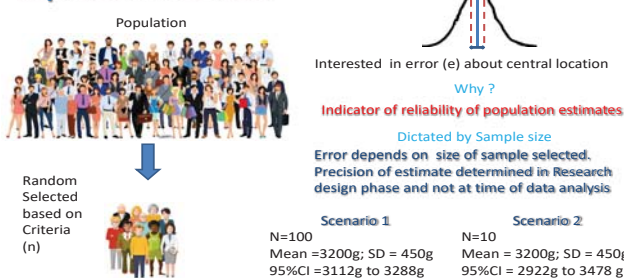 Population
Random
Selected
based on
Criteria
(n)
Interested in error (e) about central location
Why ?
Indicator of reliability of population estimates
Dictated by Sample size
Error depends on size of sample selected.
Precision of estimate determined in Research
design phase and not at time of data analysis
Scenario 1
N=100
Mean =3200g; SD = 450g
95%CI =3112g to 3288g
Scenario 2
N=10
Mean = 3200g; SD = 450g
95%CI = 2922g to 3478 g